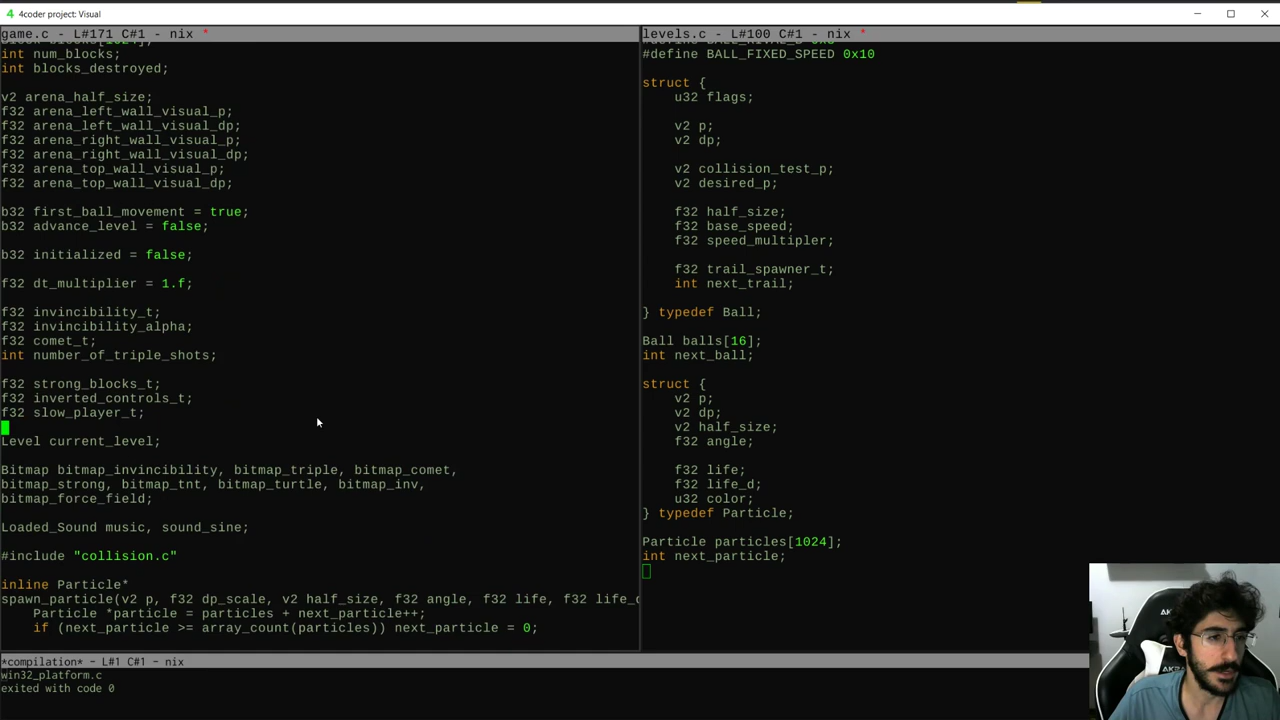 4 4coder project: Visual
game.c - L#171 C#1 - nix *
int num_blocks;
int blocks_destroyed;
v2 arena_half_size;
f32 arena_left_wall_visual_p;
f32 arena_left_wall_visual_dp;
f32 arena_right_wall_visual_p;
f32 arena_right_wall_visual_dp;
f32 arena_top_wall_visual_p;
f32 arena_top_wall_visual_dp;
b32 first_ball_movement = true;
b32 advance_level = false;
b32 initialized = false;
f32 dt_multiplier = 1.f;
f32 invincibility_t;
f32 invincibility_alpha;
f32 comet_t;
int number_of_triple_shots;
f32 strong_blocks_t;
f32 inverted_controls_t;
f32 slow_player_t;
Level current_level;
Bitmap bitmap_invincibility, bitmap_triple, bitmap_comet,
bitmap_strong, bitmap_tnt, bitmap_turtle, bitmap_inv,
bitmap_force_field;
Loaded_Sound music, sound_sine;
#include "collision.c"
inline Particle*
spawn_particle(v2 p, f32 dp_scale, v2 half_size, f32 angle, f32 life, f32 life_d
Particle *particle = particles + next_particle++;
if (next_particle >= array_count(particles)) next_particle = 0;
levels.c - L#100 C#1 - nix *
#define BALL_FIXED_SPEED 0x10
struct {
u32 flags;
v2 p;
v2 dp;
v2 collision_test_p;
v2 desired_p;
f32 half_size;
f32 base_speed;
f32 speed_multipler;
f32 trail_spawner_t;
int next_trail;
} typedef Ball;
Ball balls[16];
int next_ball;
struct {
v2 p;
v2 dp;
v2 half_size;
f32 angle;
f32 life;
f32 life_d;
u32 color;
} typedef Particle;
Particle particles[1024];
int next_particle;
*compilation* - L#1 C#1 - nix
win32_platform.c
exited with code 0